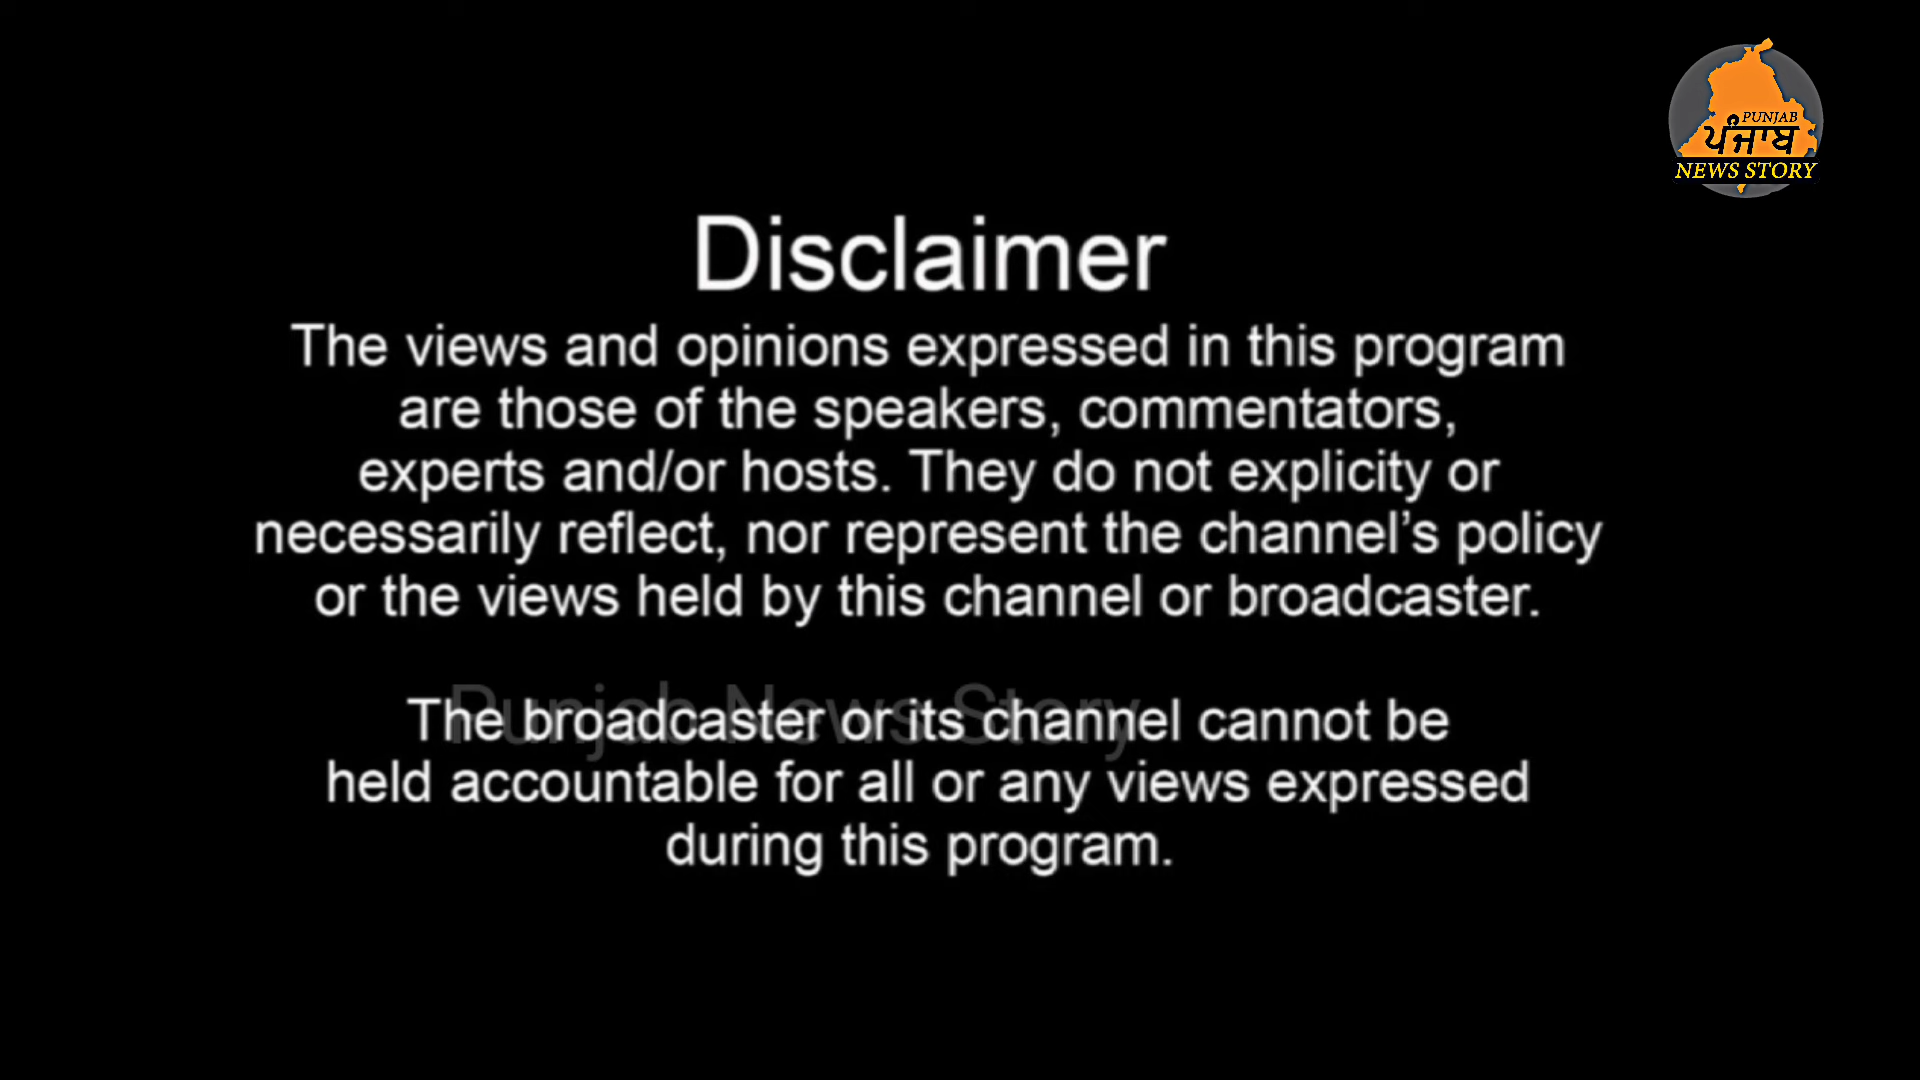 PUNJAB
ਪੰਜਾਬ
NEWS STORY
Disclaimer
The views and opinions expressed in this program
are those of the speakers, commentators,
experts and/or hosts. They do not explicity or
necessarily reflect, nor represent the channel’s policy
or the views held by this channel or broadcaster.
Punjab News Story
The broadcaster or its channel cannot be
held accountable for all or any views expressed
during this program.